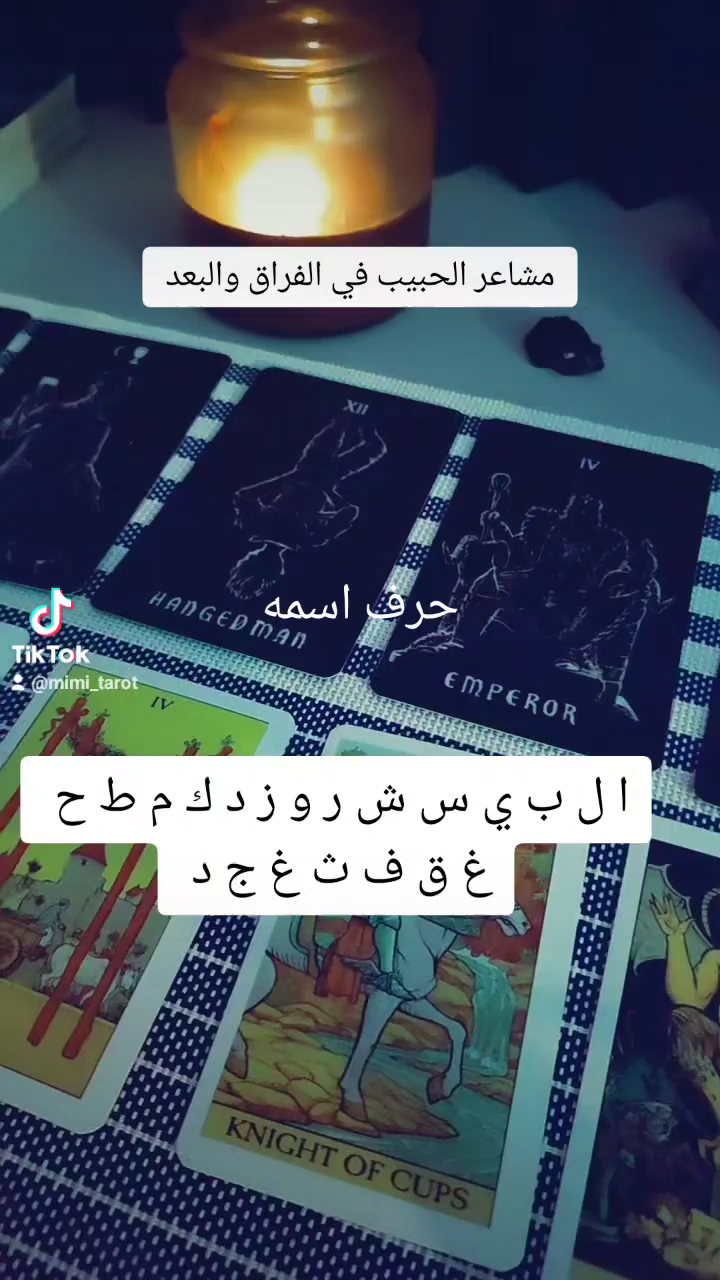 مشاعر الحبيب في الفراق والبعد
XII
IV
حرف اسمه
HANGEDMAN
EMPEROR
TikTok
@mimi_tarot
IV
ا ل ب ي س ش ر و ز د ك م ط ح
غ ق ف ث غ ج د
KNIGHT OF CUPS